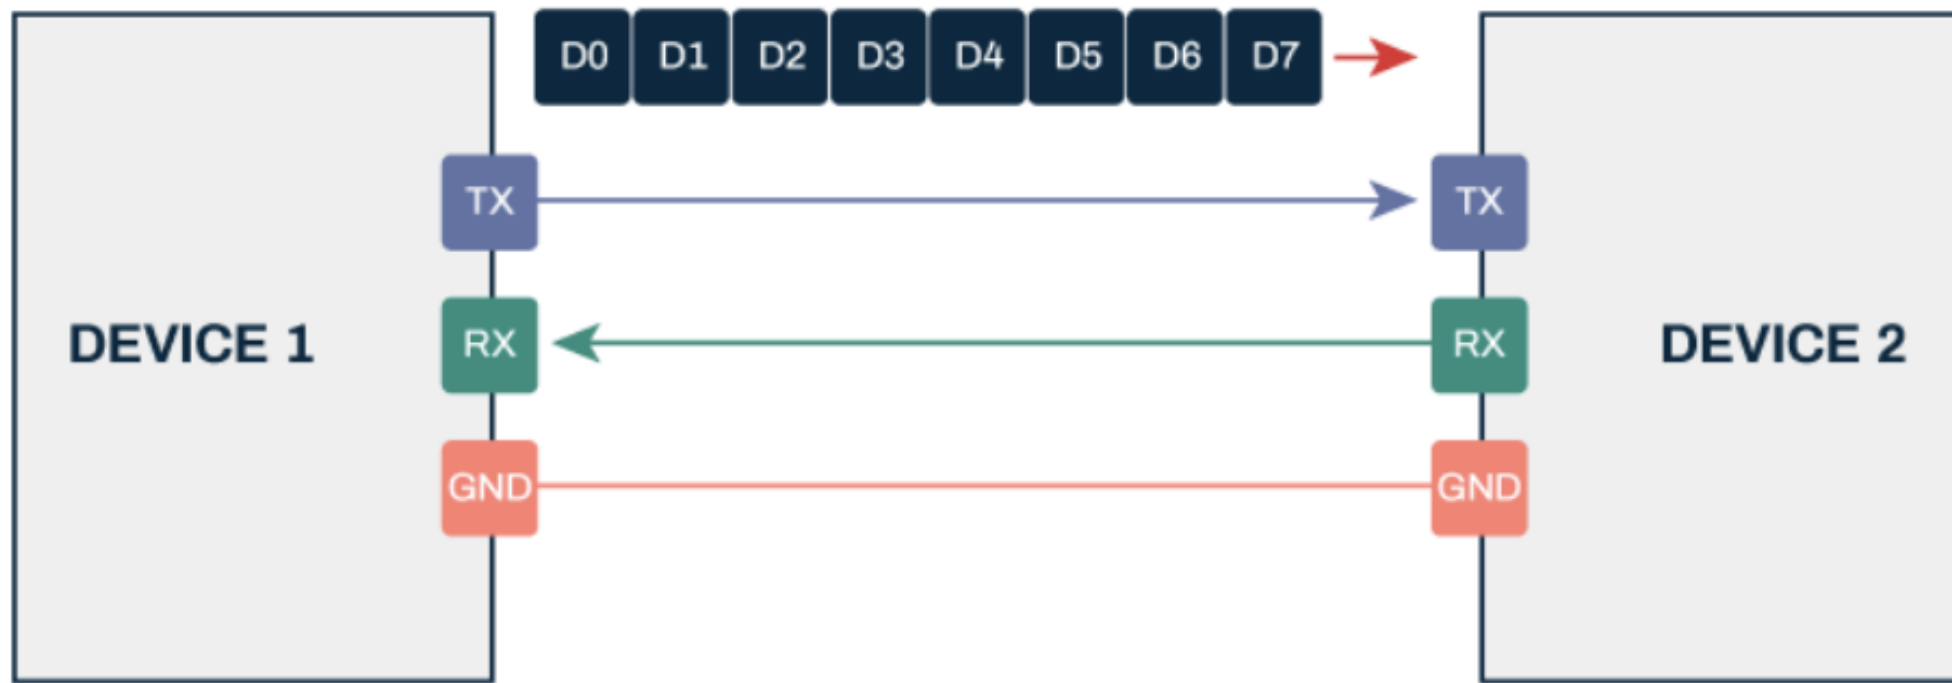 D0 D1 D2 D3 D4 D5 D6 D7
TX TX
DEVICE 1 RX RX DEVICE 2
GND GND